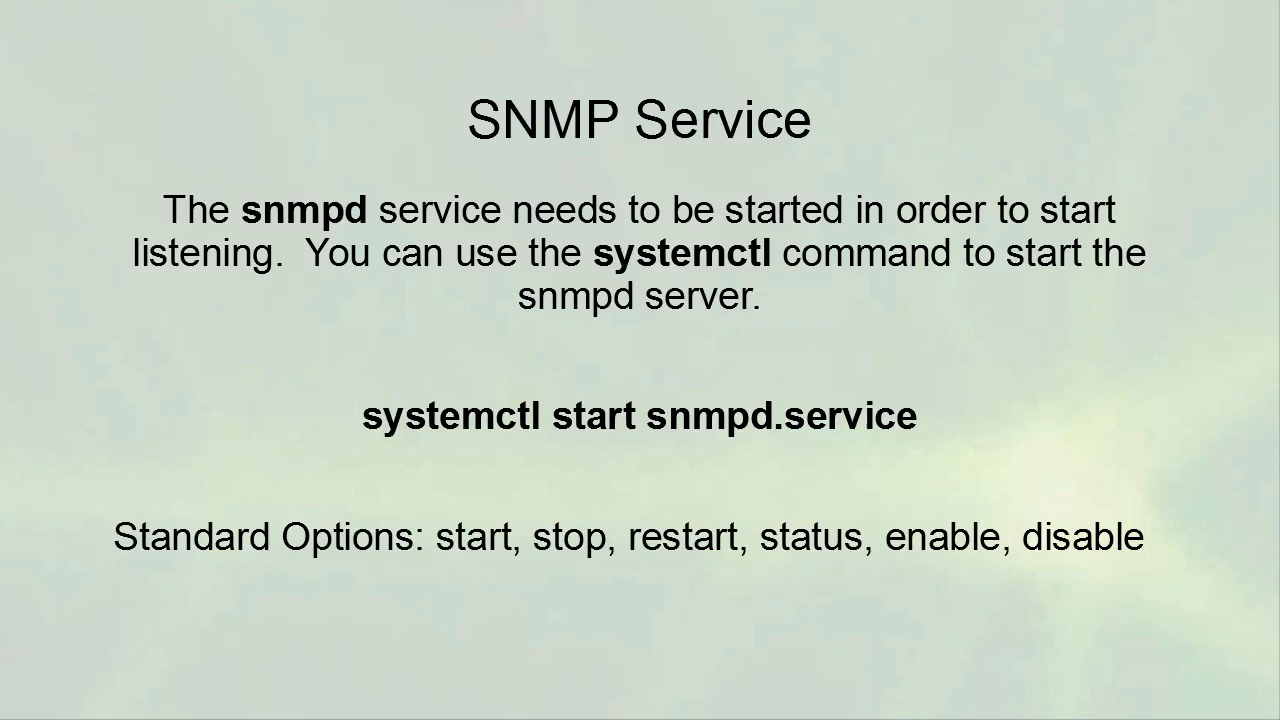 SNMP Service
The snmpd service needs to be started in order to start
listening.  You can use the systemctl command to start the
snmpd server.
systemctl start snmpd.service
Standard Options: start, stop, restart, status, enable, disable